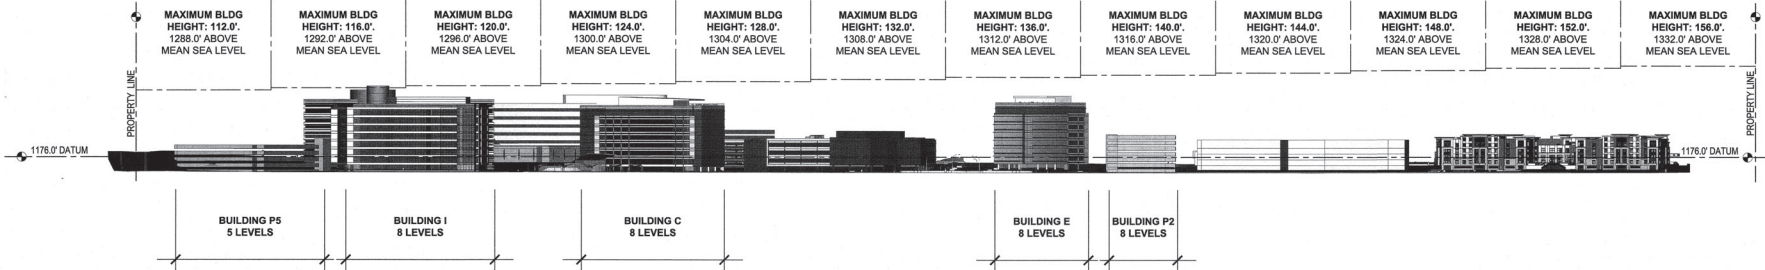 MAXIMUM BLDG
HEIGHT: 112.0'.
1288.0' ABOVE
MEAN SEA LEVEL
MAXIMUM BLDG
HEIGHT: 116.0'.
1292.0' ABOVE
MEAN SEA LEVEL
MAXIMUM BLDG
HEIGHT: 120.0'.
1296.0' ABOVE
MEAN SEA LEVEL
MAXIMUM BLDG
HEIGHT: 124.0'.
1300.0' ABOVE
MEAN SEA LEVEL
MAXIMUM BLDG
HEIGHT: 128.0'.
1304.0' ABOVE
MEAN SEA LEVEL
MAXIMUM BLDG
HEIGHT: 132.0'.
1308.0' ABOVE
MEAN SEA LEVEL
MAXIMUM BLDG
HEIGHT: 136.0'.
1312.0' ABOVE
MEAN SEA LEVEL
MAXIMUM BLDG
HEIGHT: 140.0'.
1316.0' ABOVE
MEAN SEA LEVEL
MAXIMUM BLDG
HEIGHT: 144.0'.
1320.0' ABOVE
MEAN SEA LEVEL
MAXIMUM BLDG
HEIGHT: 148.0'.
1324.0' ABOVE
MEAN SEA LEVEL
MAXIMUM BLDG
HEIGHT: 152.0'.
1328.0' ABOVE
MEAN SEA LEVEL
MAXIMUM BLDG
HEIGHT: 156.0'.
1332.0' ABOVE
MEAN SEA LEVEL
PROPERTY LINE
PROPERTY LINE
1176.0' DATUM
1176.0' DATUM
BUILDING P5
5 LEVELS
BUILDING I
8 LEVELS
BUILDING C
8 LEVELS
BUILDING E
8 LEVELS
BUILDING P2
8 LEVELS